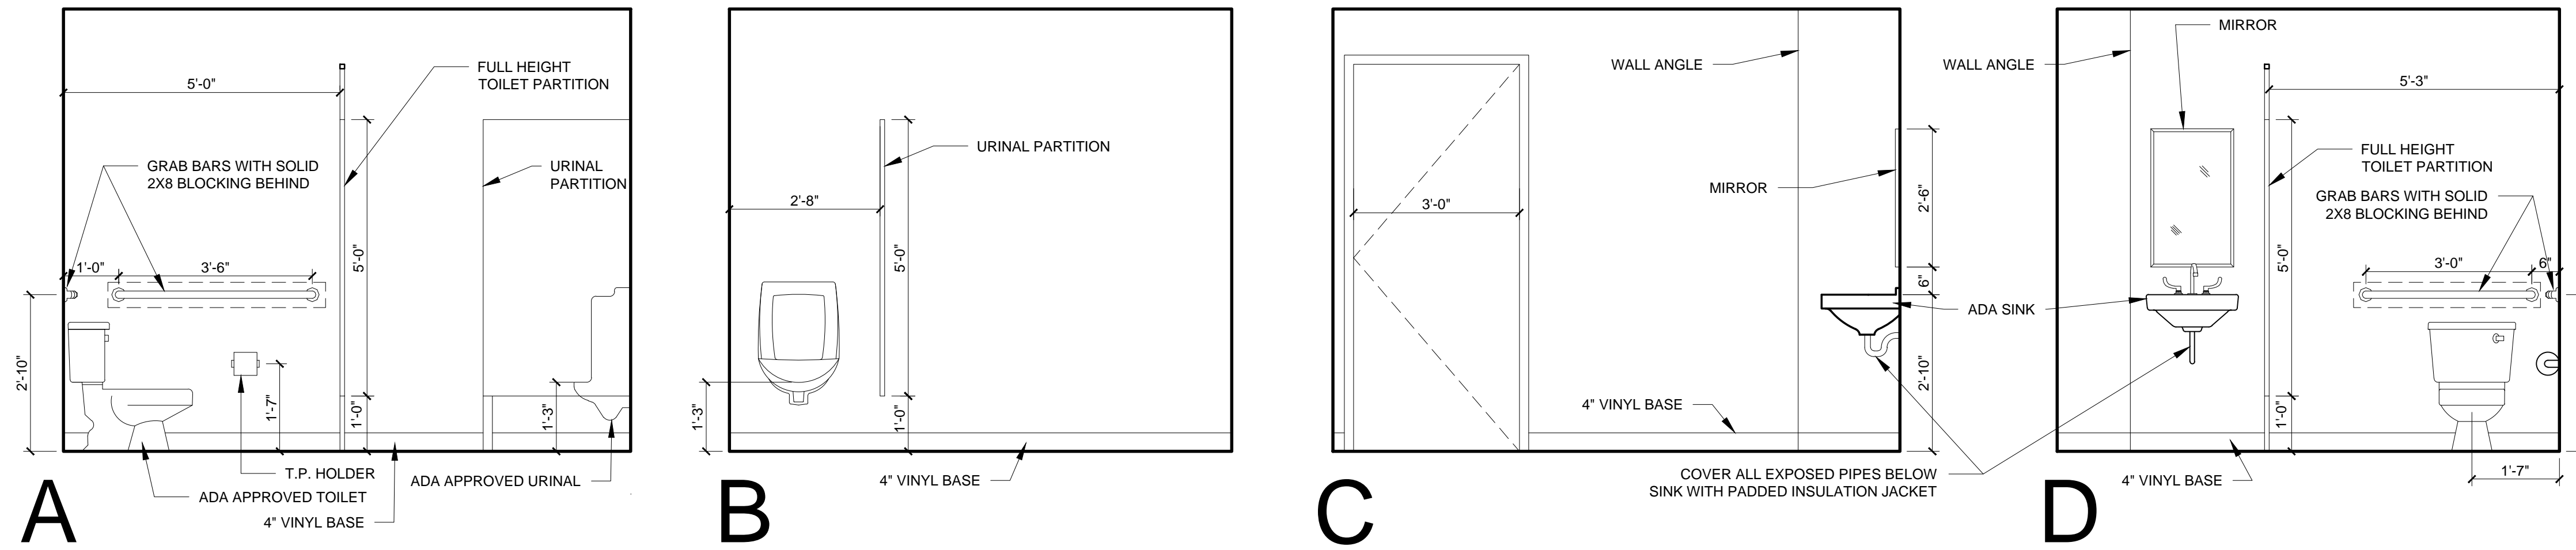 5'-0"
FULL HEIGHT
TOILET PARTITION
GRAB BARS WITH SOLID
2X8 BLOCKING BEHIND
URINAL
PARTITION
1'-0"
3'-6"
5'-0"
2'-10"
1'-7"
1'-0"
1'-3"
T.P. HOLDER
ADA APPROVED URINAL
ADA APPROVED TOILET
4" VINYL BASE
A
URINAL PARTITION
2'-8"
5'-0"
1'-3"
1'-0"
4" VINYL BASE
B
WALL ANGLE
MIRROR
3'-0"
2'-6"
6"
ADA SINK
2'-10"
4" VINYL BASE
COVER ALL EXPOSED PIPES BELOW
SINK WITH PADDED INSULATION JACKET
C
MIRROR
WALL ANGLE
5'-3"
FULL HEIGHT
TOILET PARTITION
GRAB BARS WITH SOLID
2X8 BLOCKING BEHIND
5'-0"
3'-0"
6"
1'-0"
4" VINYL BASE
1'-7"
D